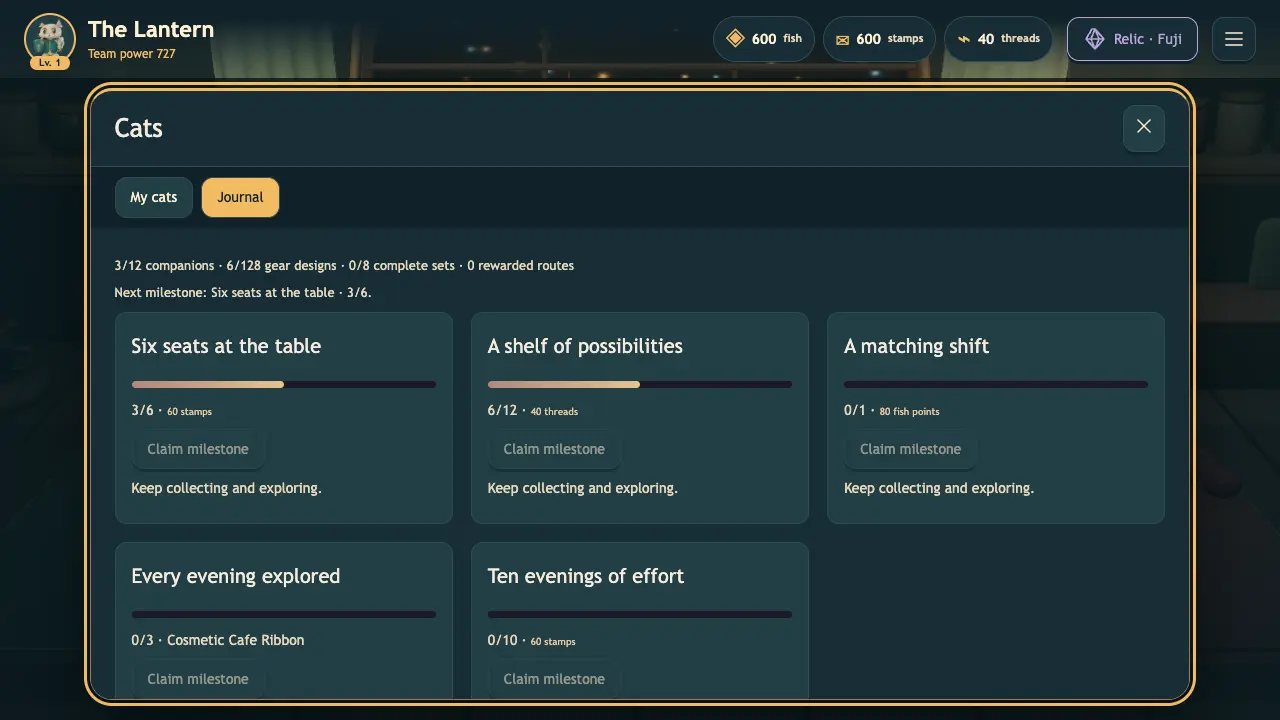 The Lantern
Team power 727
Lv. 1
600 fish
600 stamps
40 threads
Relic · Fuji
Cats
My cats
Journal
3/12 companions · 6/128 gear designs · 0/8 complete sets · 0 rewarded routes
Next milestone: Six seats at the table · 3/6.
Six seats at the table
3/6 · 60 stamps
Claim milestone
Keep collecting and exploring.
A shelf of possibilities
6/12 · 40 threads
Claim milestone
Keep collecting and exploring.
A matching shift
0/1 · 80 fish points
Claim milestone
Keep collecting and exploring.
Every evening explored
0/3 · Cosmetic Cafe Ribbon
Claim milestone
Ten evenings of effort
0/10 · 60 stamps
Claim milestone